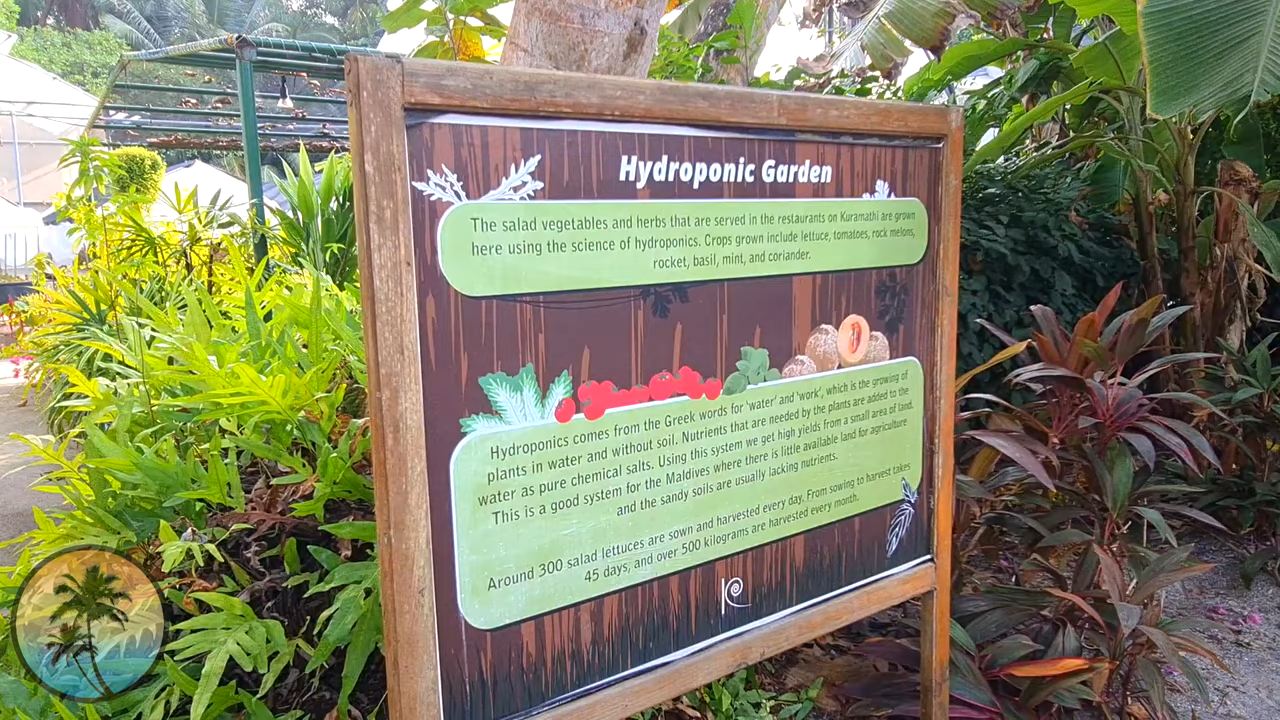 Hydroponic Garden
The salad vegetables and herbs that are served in the restaurants on Kuramathi are grown
here using the science of hydroponics. Crops grown include lettuce, tomatoes, rock melons,
rocket, basil, mint, and coriander.
Hydroponics comes from the Greek words for 'water' and 'work', which is the growing of
plants in water and without soil. Nutrients that are needed by the plants are added to the
water as pure chemical salts. Using this system we get high yields from a small area of land.
This is a good system for the Maldives where there is little available land for agriculture
and the sandy soils are usually lacking nutrients.
Around 300 salad lettuces are sown and harvested every day. From sowing to harvest takes
45 days, and over 500 kilograms are harvested every month.